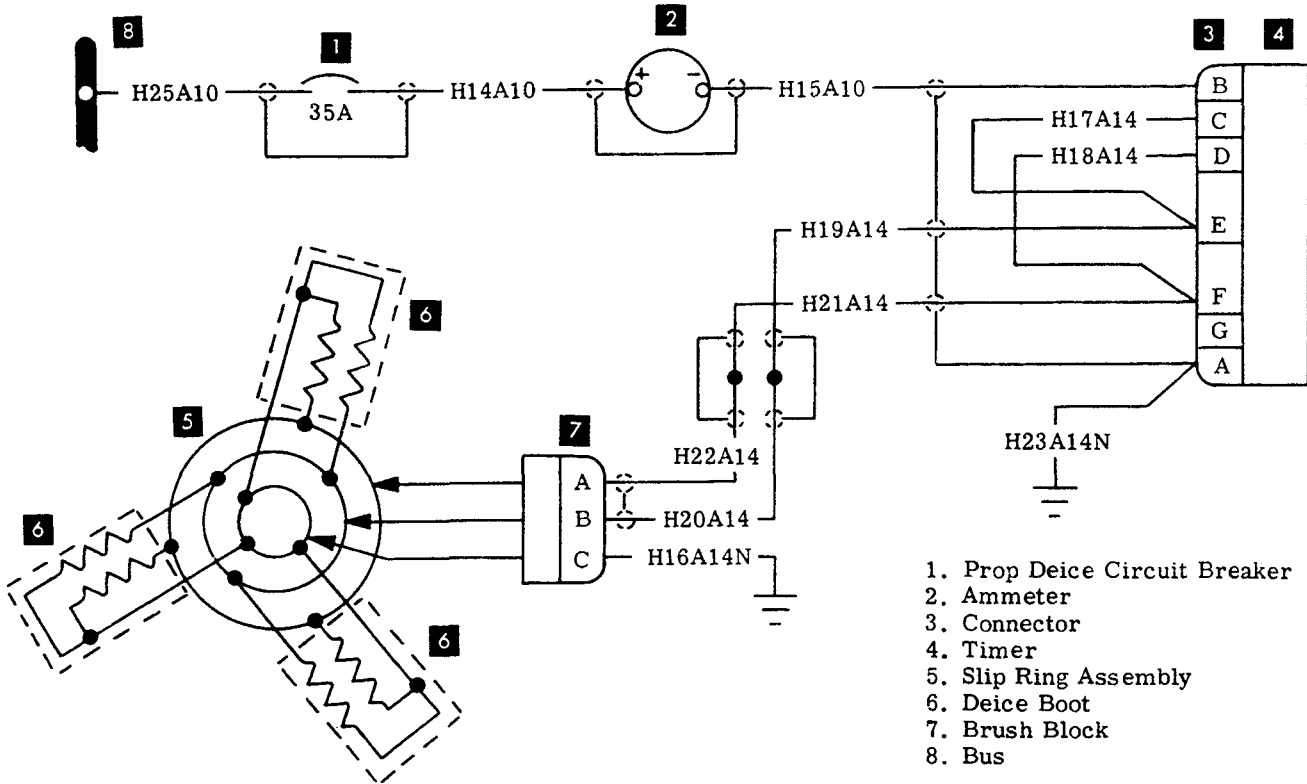 8
1
2
3
4
H25A10
35A
H14A10
+
-
H15A10
B
H17A14
C
H18A14
D
H19A14
E
6
H21A14
F
G
A
5
7
H22A14
H23A14N
A
B
H20A14
C
H16A14N
6
6
1. Prop Deice Circuit Breaker
2. Ammeter
3. Connector
4. Timer
5. Slip Ring Assembly
6. Deice Boot
7. Brush Block
8. Bus